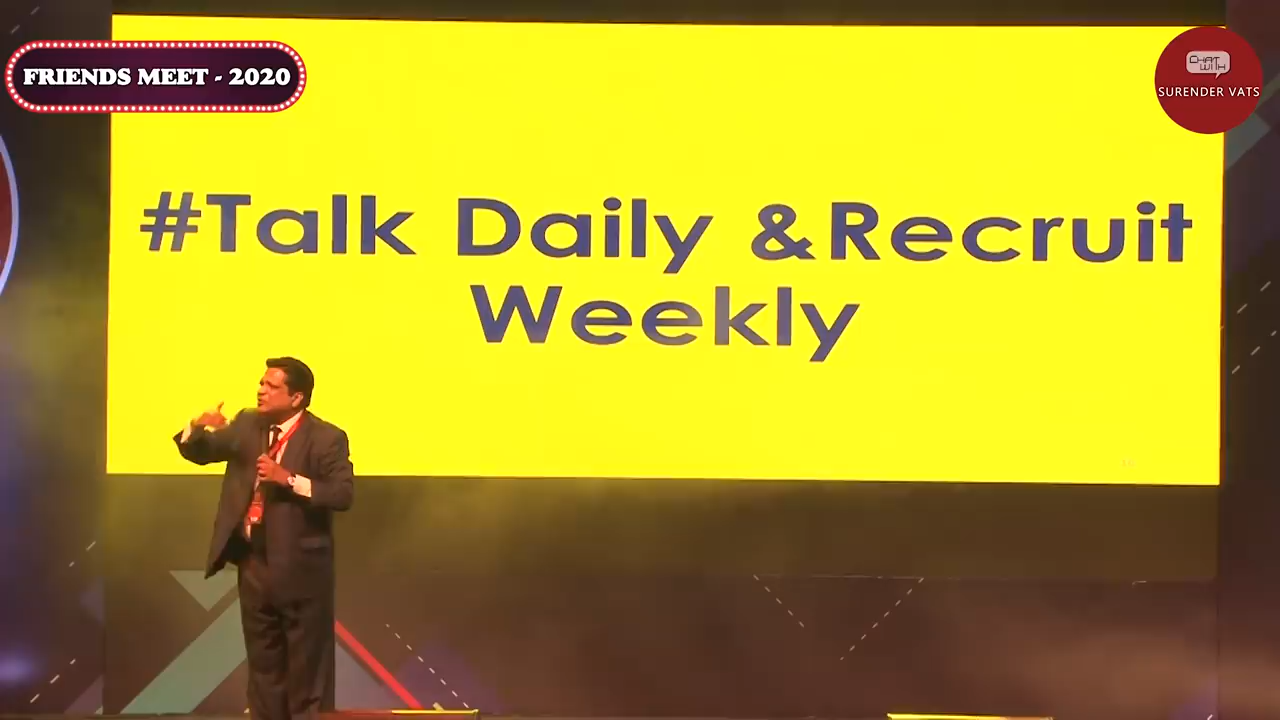 FRIENDS MEET - 2020
CHAT
WITH
SURENDER VATS
#Talk Daily &Recruit
Weekly